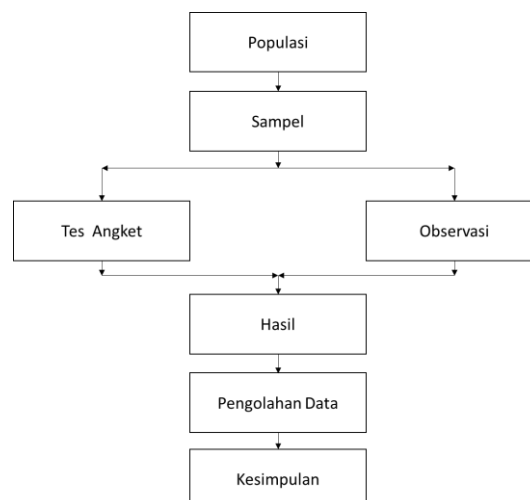 Populasi
Sampel
Tes Angket
Observasi
Hasil
Pengolahan Data
Kesimpulan